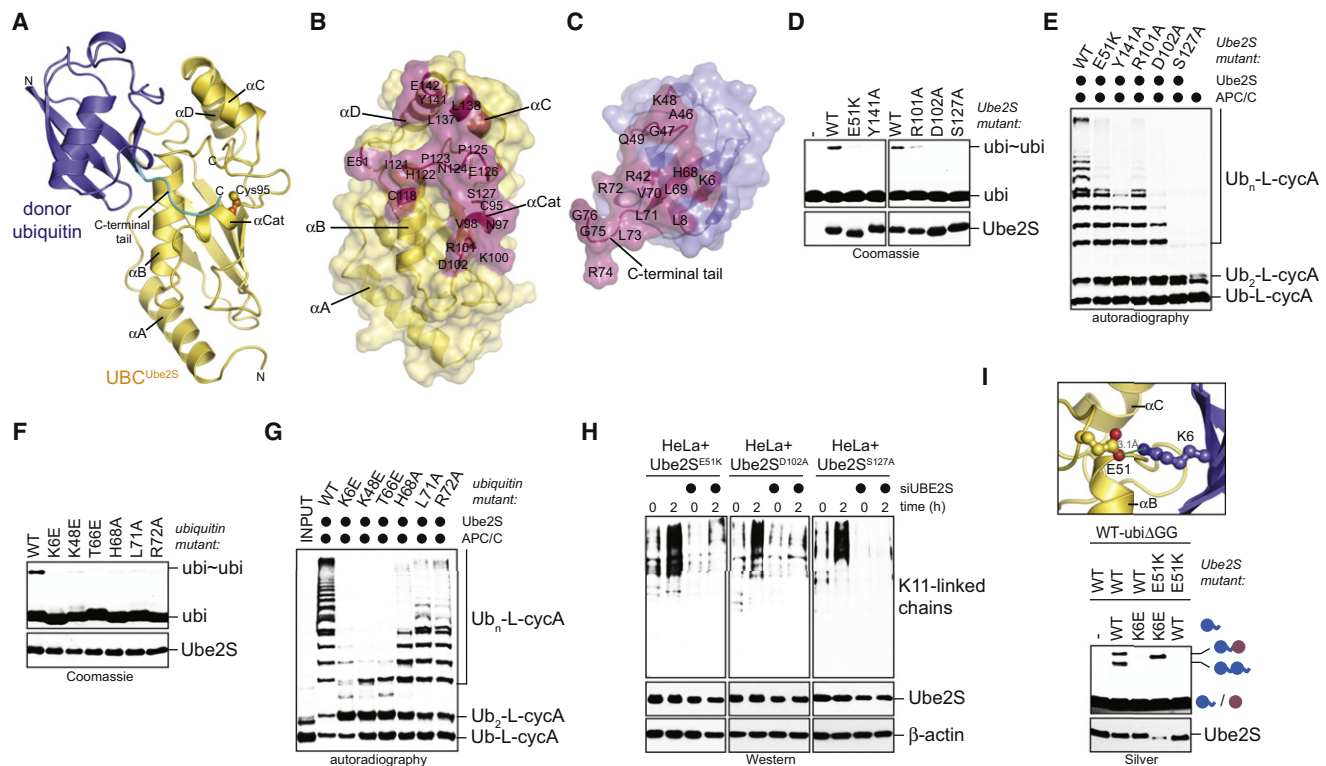 A
N
αC
αD
C
C
Cys95
donor
ubiquitin
C-terminal
tail
αCat
αB
αA
UBC^Ube2S
N
B
E142
Y141
L138
αC
αD
L137
P125
E51
I121
P123
N124
H122
E126
C118
S127
C95
αCat
αB
V98
N97
R101
K100
D102
αA
C
K48
A46
Q49
G47
R42
H68
R72
V70
L69
K6
G76
L71
L8
G75
L73
R74
C-terminal tail
D
-
WT
E51K
Y141A
WT
R101A
D102A
S127A
Ube2S
mutant:
ubi~ubi
ubi
Ube2S
Coomassie
E
WT
E51K
Y141A
R101A
D102A
S127A
Ube2S
mutant:
Ube2S
APC/C
Ubn-L-cycA
Ub2-L-cycA
Ub-L-cycA
autoradiography
F
WT
K6E
K48E
T66E
H68A
L71A
R72A
ubiquitin
mutant:
ubi~ubi
ubi
Ube2S
Coomassie
G
INPUT
WT
K6E
K48E
T66E
H68A
L71A
R72A
ubiquitin
mutant:
Ube2S
APC/C
Ubn-L-cycA
Ub2-L-cycA
Ub-L-cycA
autoradiography
H
HeLa+
Ube2S^E51K
HeLa+
Ube2S^D102A
HeLa+
Ube2S^S127A
siUBE2S
0 2 0 2 0 2 0 2 0 2 0 2 time (h)
K11-linked
chains
Ube2S
β-actin
Western
I
αC
K6
3.1Å
E51
αB
WT-ubiΔGG
WT
WT
WT
E51K
E51K
Ube2S
mutant:
-
WT
K6E
K6E
WT
/
Ube2S
Silver